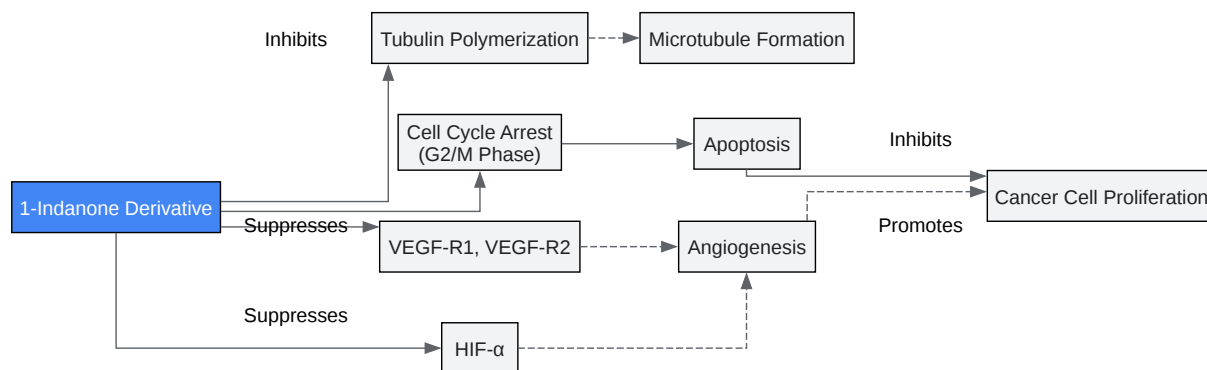 Inhibits
Tubulin Polymerization
Microtubule Formation
Cell Cycle Arrest
(G2/M Phase)
Apoptosis
Inhibits
1-Indanone Derivative
Cancer Cell Proliferation
Suppresses
VEGF-R1, VEGF-R2
Angiogenesis
Promotes
Suppresses
HIF-α